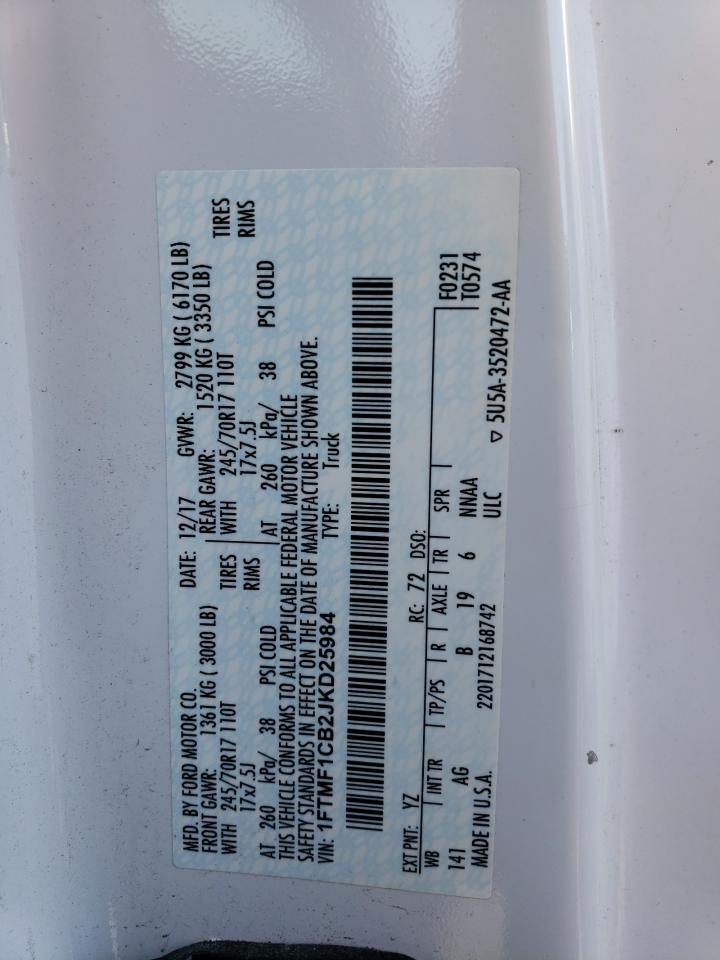 MFD. BY FORD MOTOR CO.
DATE: 12/17 GVWR: 2799 KG ( 6170 LB)
FRONT GAWR: 1361 KG ( 3000 LB) REAR GAWR: 1520 KG ( 3350 LB)
WITH 245/70R17 110T TIRES WITH 245/70R17 110T TIRES
17x7.5J RIMS 17x7.5J RIMS
AT 260 kPa/ 38 PSI COLD AT 260 kPa/ 38 PSI COLD
THIS VEHICLE CONFORMS TO ALL APPLICABLE FEDERAL MOTOR VEHICLE
SAFETY STANDARDS IN EFFECT ON THE DATE OF MANUFACTURE SHOWN ABOVE.
VIN: 1FTMF1CB2JKD25984 TYPE: Truck
F0231
EXT PNT: YZ RC: 72 DSO: T0574
WB INT TR TP/PS R AXLE TR SPR
141 AG B 19 6 NNAA
ULC
MADE IN U.S.A. 2201712168742 ▽ 5U5A-3520472-AA